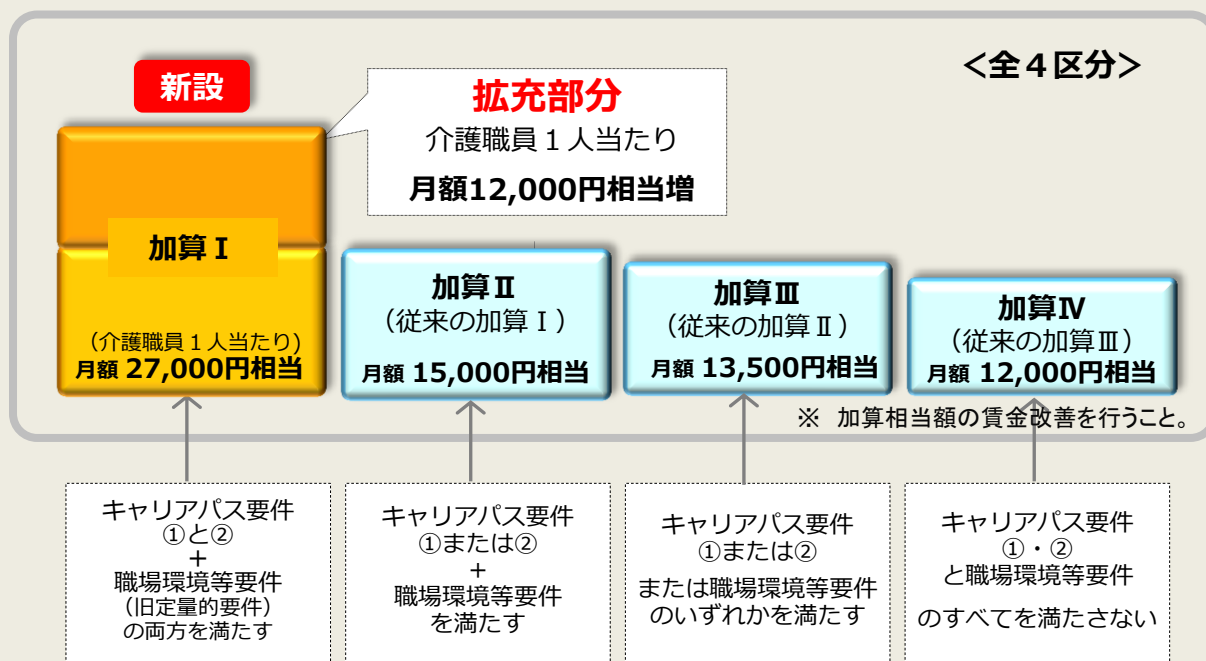 ＜全４区分＞
新設
拡充部分
介護職員１人当たり
月額12,000円相当増
加算Ⅰ
（介護職員１人当たり）
月額 27,000円相当
加算Ⅱ
（従来の加算Ⅰ）
月額 15,000円相当
加算Ⅲ
（従来の加算Ⅱ）
月額 13,500円相当
加算Ⅳ
（従来の加算Ⅲ）
月額 12,000円相当
※ 加算相当額の賃金改善を行うこと。
キャリアパス要件
①と②
+
職場環境等要件
（旧定量的要件）
の両方を満たす
キャリアパス要件
①または②
+
職場環境等要件
を満たす
キャリアパス要件
①または②
または職場環境等要件
のいずれかを満たす
キャリアパス要件
①・②
と職場環境等要件
のすべてを満たさない